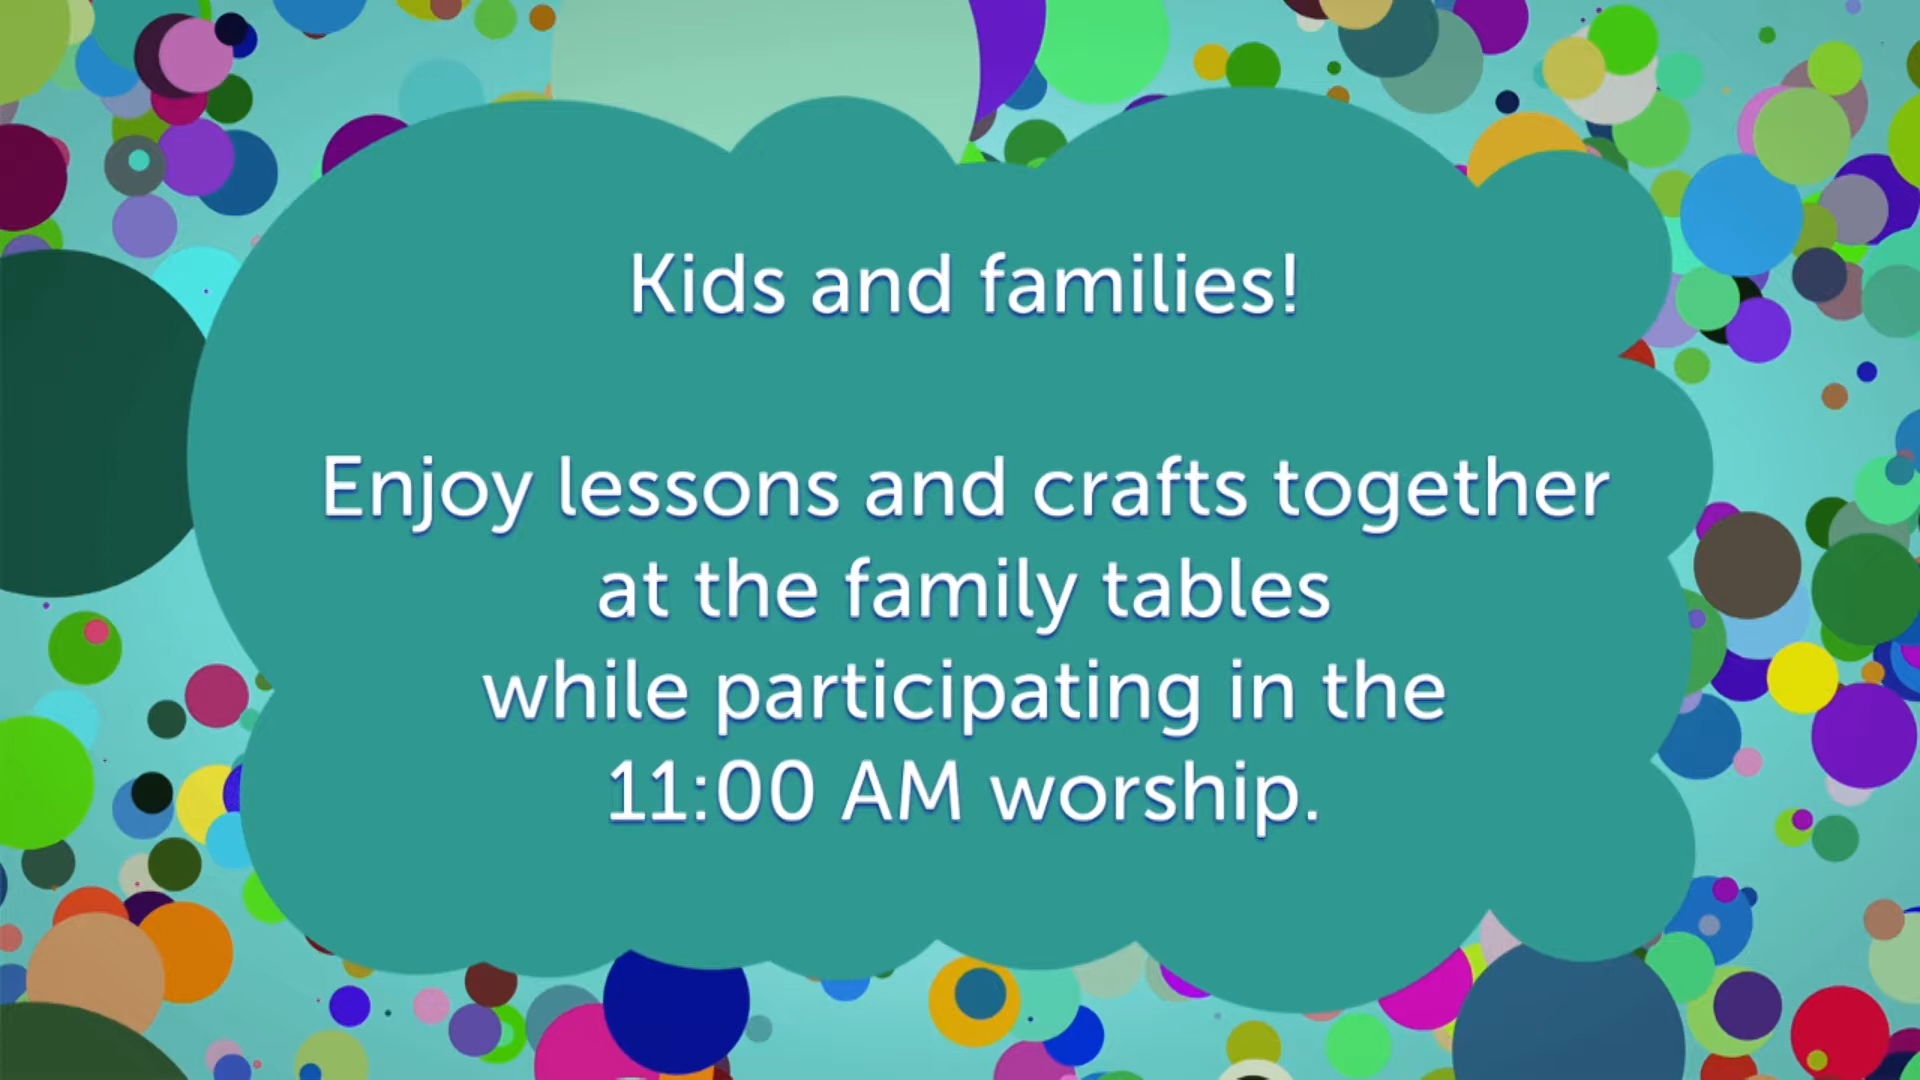 Kids and families!
Enjoy lessons and crafts together
at the family tables
while participating in the
11:00 AM worship.